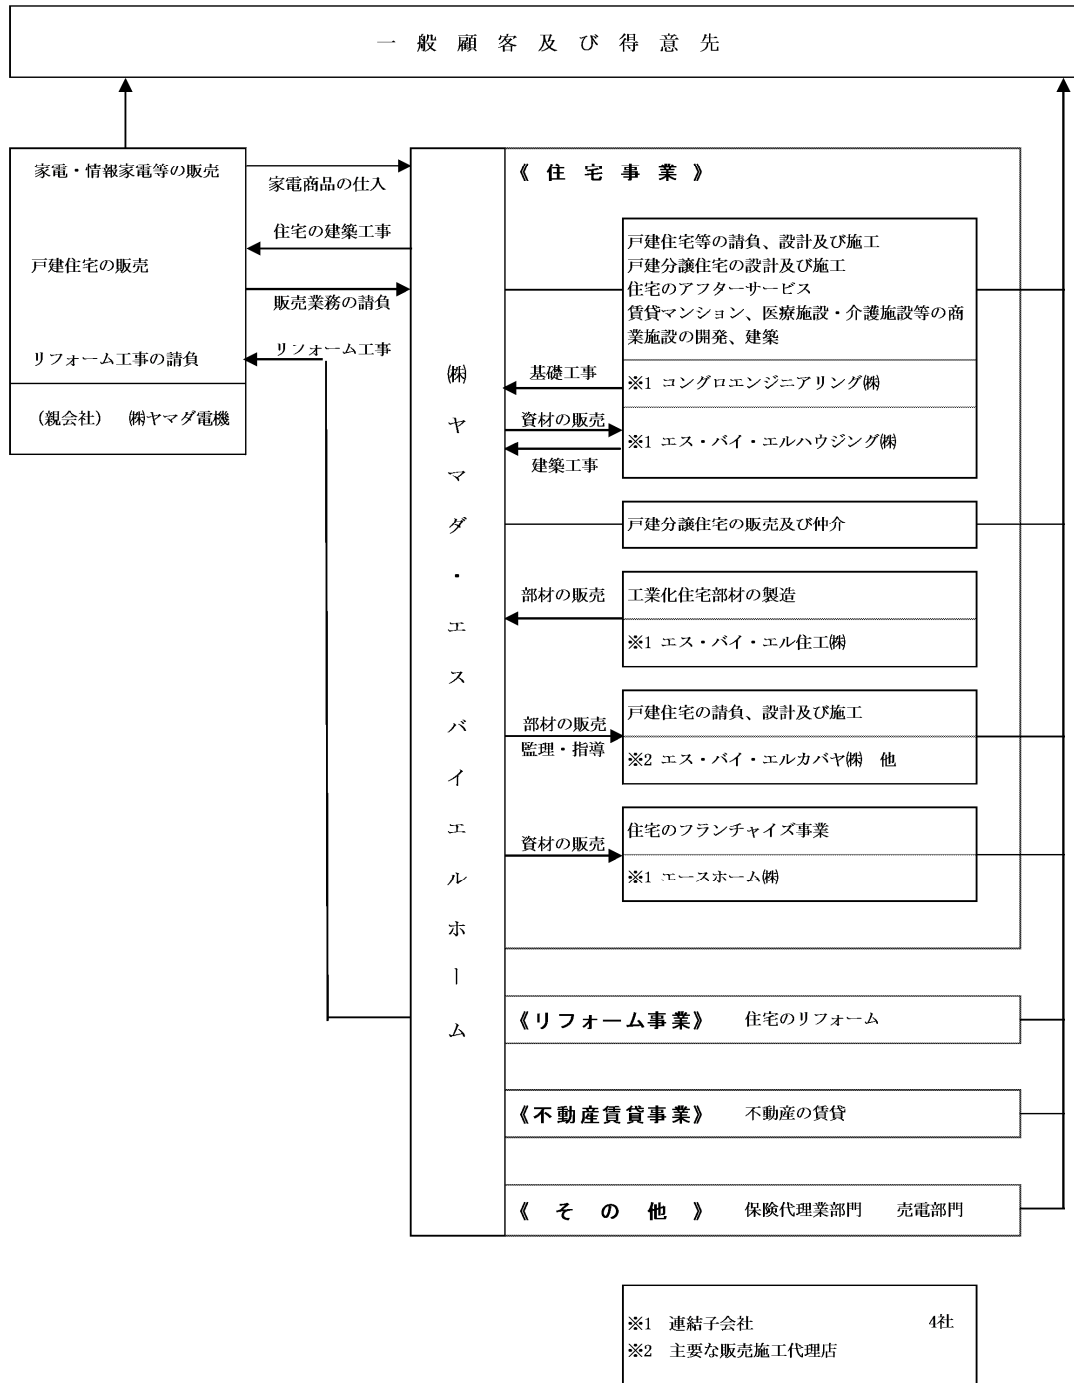 一般顧客及び得意先
家電・情報家電等の販売
戸建住宅の販売
リフォーム工事の請負
(親会社) ㈱ヤマダ電機
家電商品の仕入
住宅の建築工事
販売業務の請負
リフォーム工事
㈱ヤマダ・エスバイエルホーム
《住宅事業》
戸建住宅等の請負、設計及び施工
戸建分譲住宅の設計及び施工
住宅のアフターサービス
賃貸マンション、医療施設・介護施設等の商
業施設の開発、建築
基礎工事
※1 コングロエンジニアリング㈱
資材の販売
※1 エス・バイ・エルハウジング㈱
建築工事
戸建分譲住宅の販売及び仲介
部材の販売
工業化住宅部材の製造
※1 エス・バイ・エル住工㈱
戸建住宅の請負、設計及び施工
部材の販売
監理・指導
※2 エス・バイ・エルカバヤ㈱ 他
住宅のフランチャイズ事業
資材の販売
※1 エースホーム㈱
《リフォーム事業》 住宅のリフォーム
《不動産賃貸事業》 不動産の賃貸
《その他》 保険代理業部門 売電部門
※1 連結子会社 4社
※2 主要な販売施工代理店